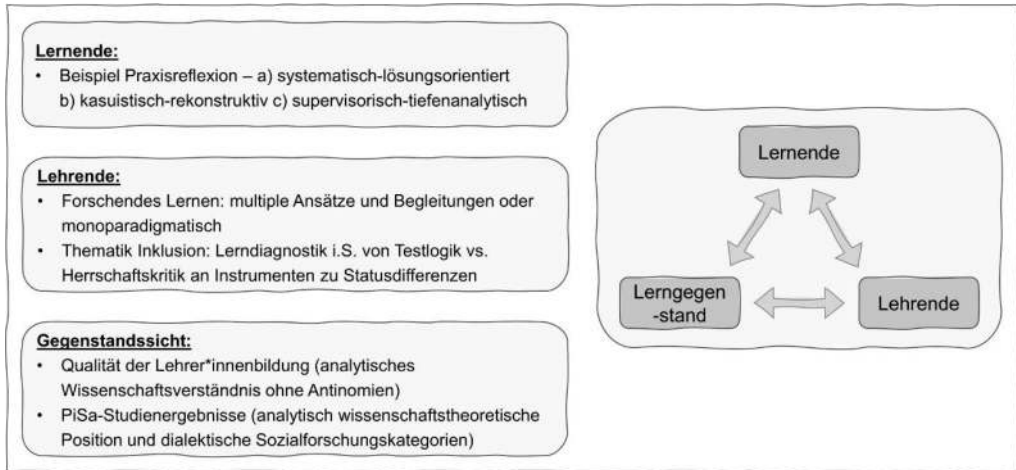 Lernende:
• Beispiel Praxisreflexion – a) systematisch-lösungsorientiert
b) kasuistisch-rekonstruktiv c) supervisorisch-tiefenanalytisch
Lehrende:
• Forschendes Lernen: multiple Ansätze und Begleitungen oder
monoparadigmatisch
• Thematik Inklusion: Lerndiagnostik i.S. von Testlogik vs.
Herrschaftskritik an Instrumenten zu Statusdifferenzen
Gegenstandssicht:
• Qualität der Lehrer*innenbildung (analytisches
Wissenschaftsverständnis ohne Antinomien)
• PiSa-Studienergebnisse (analytisch wissenschaftstheoretische
Position und dialektische Sozialforschungskategorien)
Lernende
Lerngegen
-stand
Lehrende